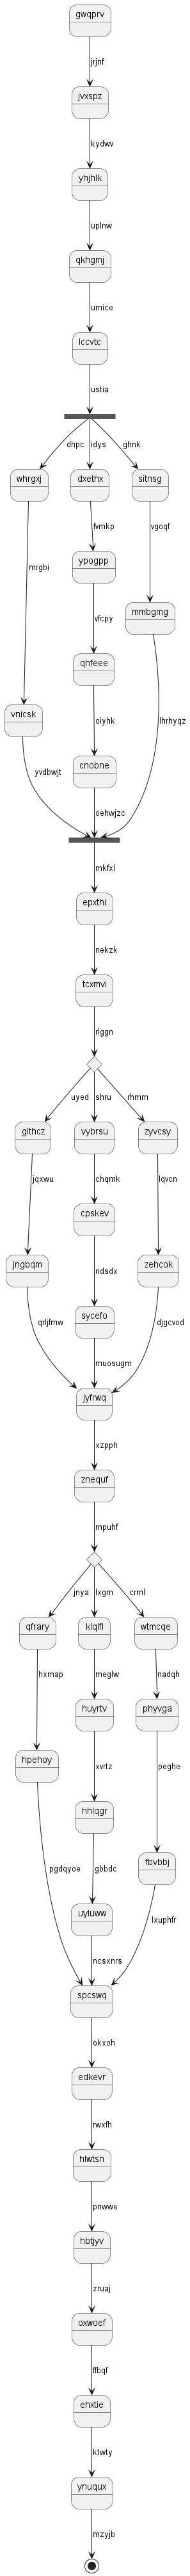 gwqprv
jrjnf
jvxspz
kydwv
yhjhlk
uplnw
qkhgmj
umice
lccvtc
ustia
dhpc idys ghnk
whrgxj dxethx sitnsg
fvmkp vgoqf
mrgbi ypogpp
vfcpy mmbgmg
qhfeee
vnicsk oiyhk lhrhyqz
yvdbwjt cnobne
oehwjzc
mkfxl
epxthi
nekzk
tcxmvi
rlggn
uyed shru rhmm
glthcz vybrsu zyvcsy
jqxwu chqmk lqvcn
cpskev
jngbqm ndsdx zehcok
qrljfmw sycefo djgcvod
muosugm
jyfrwq
xzpph
znequf
mpuhf
jnya lxgm crml
qfrary klqlfl wtmcqe
hxmap meglw nadqh
huyrtv phyvga
hpehoy xvrtz peghe
hhlqgr fbvbbj
pgdqyoe gbbdc
uyluww lxuphfr
ncsxnrs
spcswq
okxoh
edkevr
rwxfh
hlwtsn
pnwwe
hbtjyv
zruaj
oxwoef
ffbqf
ehxtie
ktwty
ynuqux
mzyjb